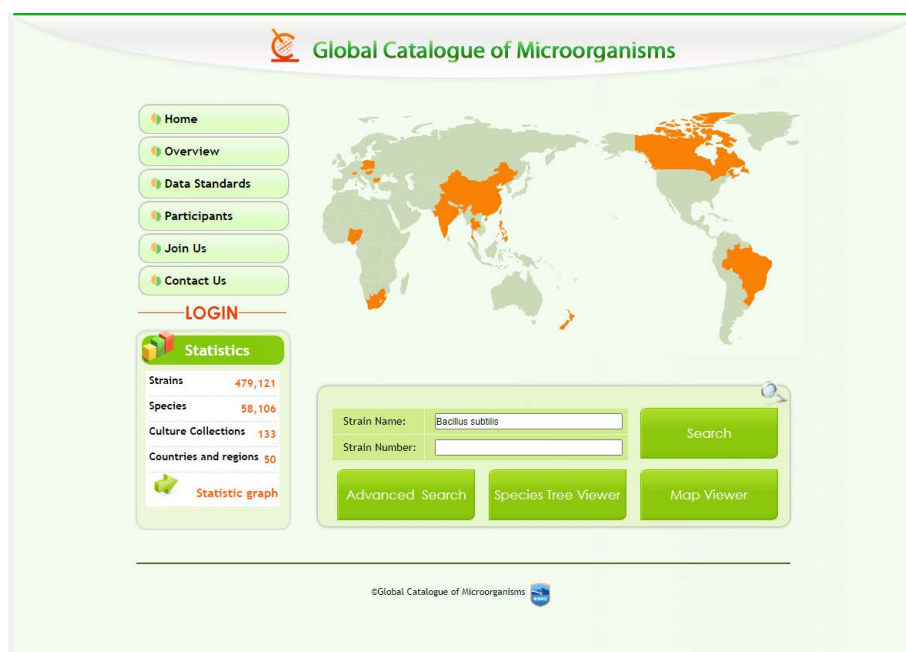 Global Catalogue of Microorganisms
Home
Overview
Data Standards
Participants
Join Us
Contact Us
LOGIN
Statistics
Strains 479,121
Species 58,106
Culture Collections 133
Countries and regions 50
Statistic graph
Strain Name: Bacillus subtilis
Strain Number:
Search
Advanced Search
Species Tree Viewer
Map Viewer
©Global Catalogue of Microorganisms